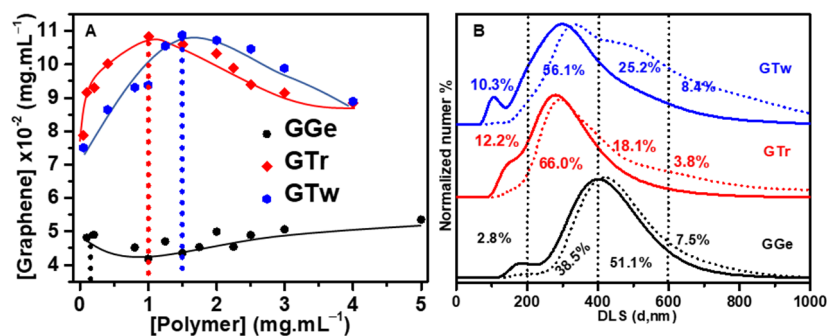 A
[Graphene] x10⁻² (mg.mL⁻¹)
11
10
9
8
7
6
5
4
GGe
GTr
GTw
0 1 2 3 4 5
[Polymer] (mg.mL⁻¹)
B
Normalized numer %
10.3%
56.1%
25.2%
8.4%
GTw
12.2%
66.0%
18.1%
3.8%
GTr
2.8%
38.5%
51.1%
7.5%
GGe
0 200 400 600 800 1000
DLS (d,nm)